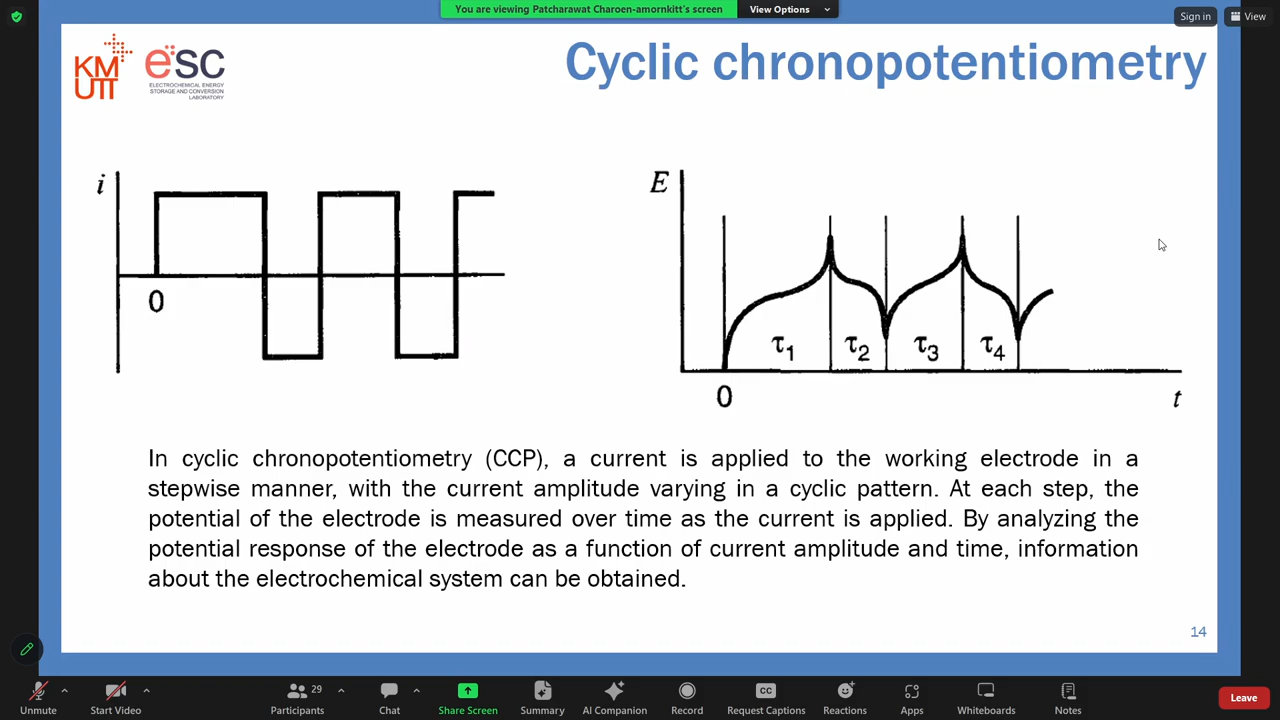 You are viewing Patcharawat Charoen-amornkitt's screen
View Options
Sign in
View
KM
UTT
esc
ELECTROCHEMICAL ENERGY
STORAGE AND CONVERSION
LABORATORY
Cyclic chronopotentiometry
i
0
E
τ1 τ2 τ3 τ4
0
t
In cyclic chronopotentiometry (CCP), a current is applied to the working electrode in a
stepwise manner, with the current amplitude varying in a cyclic pattern. At each step, the
potential of the electrode is measured over time as the current is applied. By analyzing the
potential response of the electrode as a function of current amplitude and time, information
about the electrochemical system can be obtained.
14
29
CC
Unmute
Start Video
Participants
Chat
Share Screen
Summary
AI Companion
Record
Request Captions
Reactions
Apps
Whiteboards
Notes
Leave